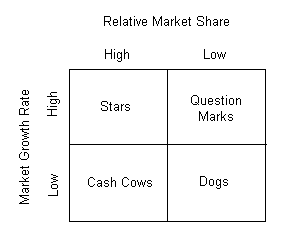 Relative Market Share
High Low
Market Growth Rate
High
Stars
Question
Marks
Low
Cash Cows
Dogs